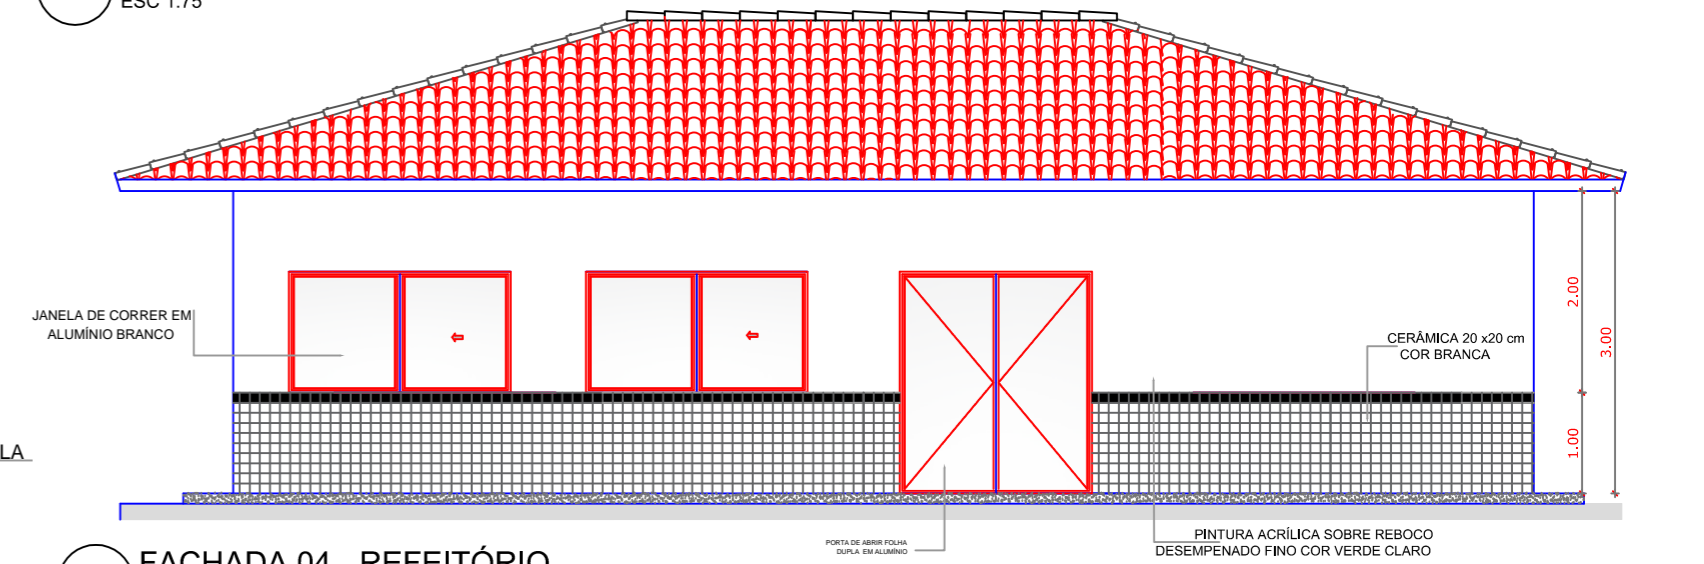 ESC 1:75
JANELA DE CORRER EM
ALUMÍNIO BRANCO
2.00
3.00
CERÂMICA 20 x20 cm
COR BRANCA
1.00
LA
PORTA DE ABRIR FOLHA
DUPLA EM ALUMÍNIO
PINTURA ACRÍLICA SOBRE REBOCO
DESEMPENADO FINO COR VERDE CLARO
FACHADA 04 REFEITÓRIO